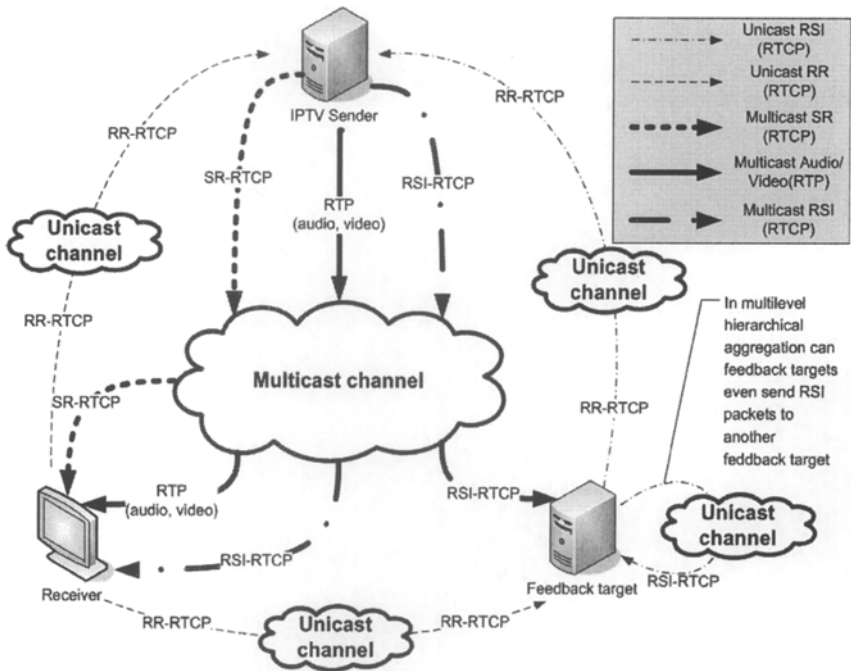 IPTV Sender
RR-RTCP
RR-RTCP
SR-RTCP
RTP
(audio, video)
RSI-RTCP
Unicast RSI
(RTCP)
Unicast RR
(RTCP)
Multicast SR
(RTCP)
Multicast Audio/
Video(RTP)
Multicast RSI
(RTCP)
Unicast
channel
Unicast
channel
RR-RTCP
Multicast channel
In multilevel
hierarchical
aggregation can
feedback targets
even send RSI
packets to
another
feddback target
RR-RTCP
SR-RTCP
RTP
(audio, video)
RSI-RTCP
RSI-RTCP
Unicast
channel
RSI-RTCP
Receiver
Feedback target
RR-RTCP
Unicast
channel
RR-RTCP